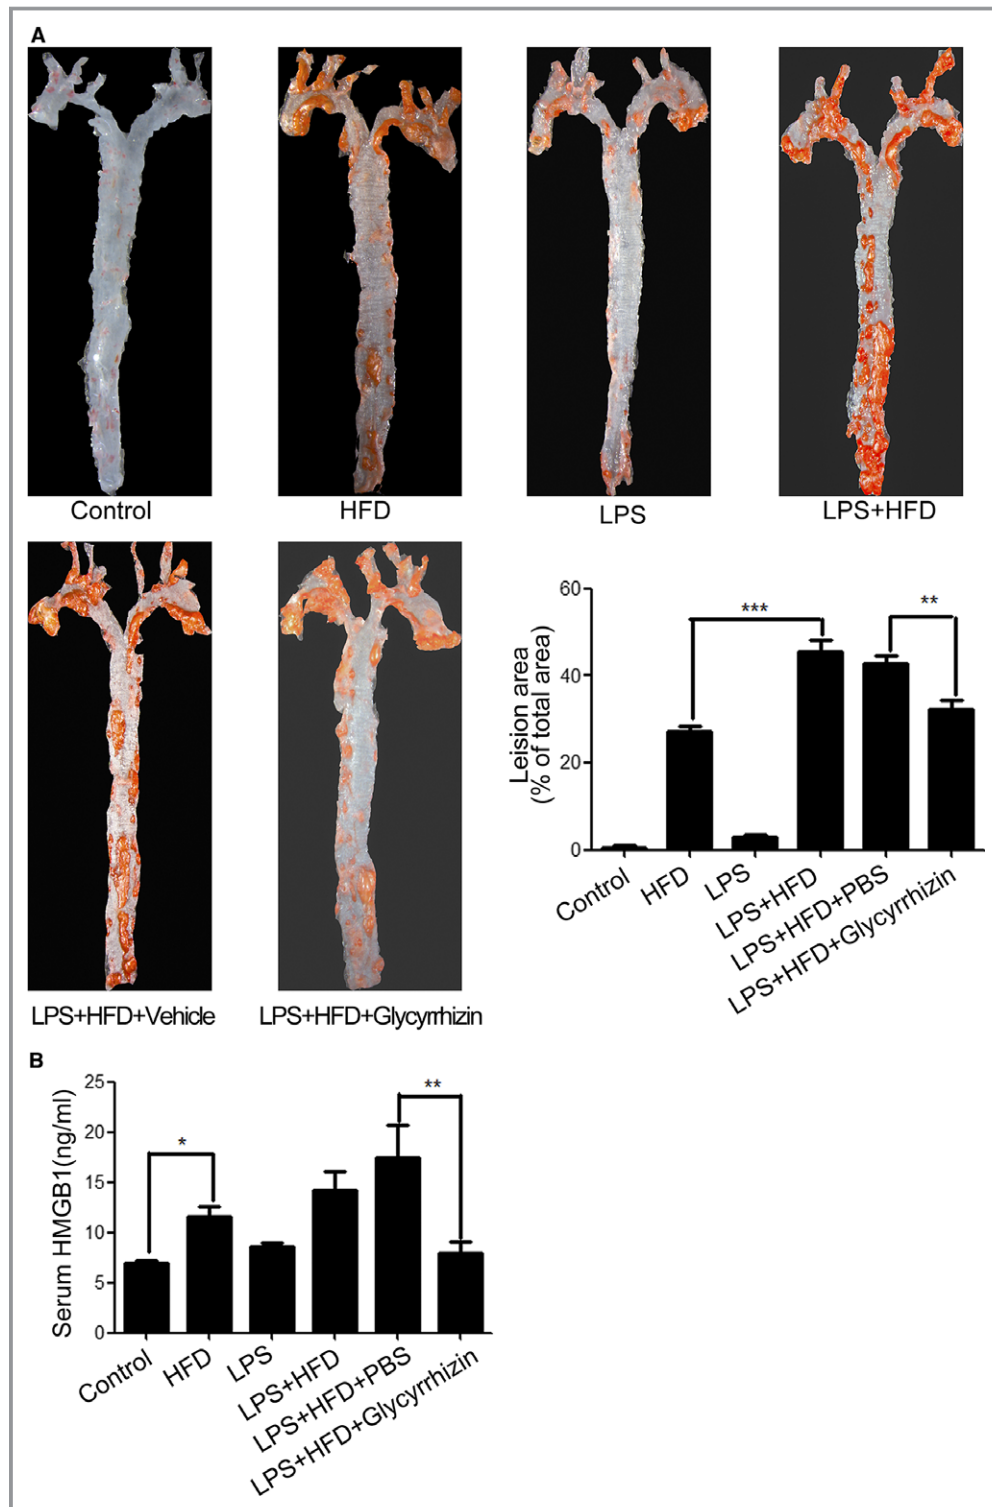 A
Control
HFD
LPS
LPS+HFD
LPS+HFD+Vehicle
LPS+HFD+Glycyrrhizin
Leision area
(% of total area)
60
40
20
0
***
**
Control
HFD
LPS
LPS+HFD
LPS+HFD+PBS
LPS+HFD+Glycyrrhizin
B
Serum HMGB1(ng/ml)
25
20
15
10
5
0
*
**
Control
HFD
LPS
LPS+HFD
LPS+HFD+PBS
LPS+HFD+Glycyrrhizin